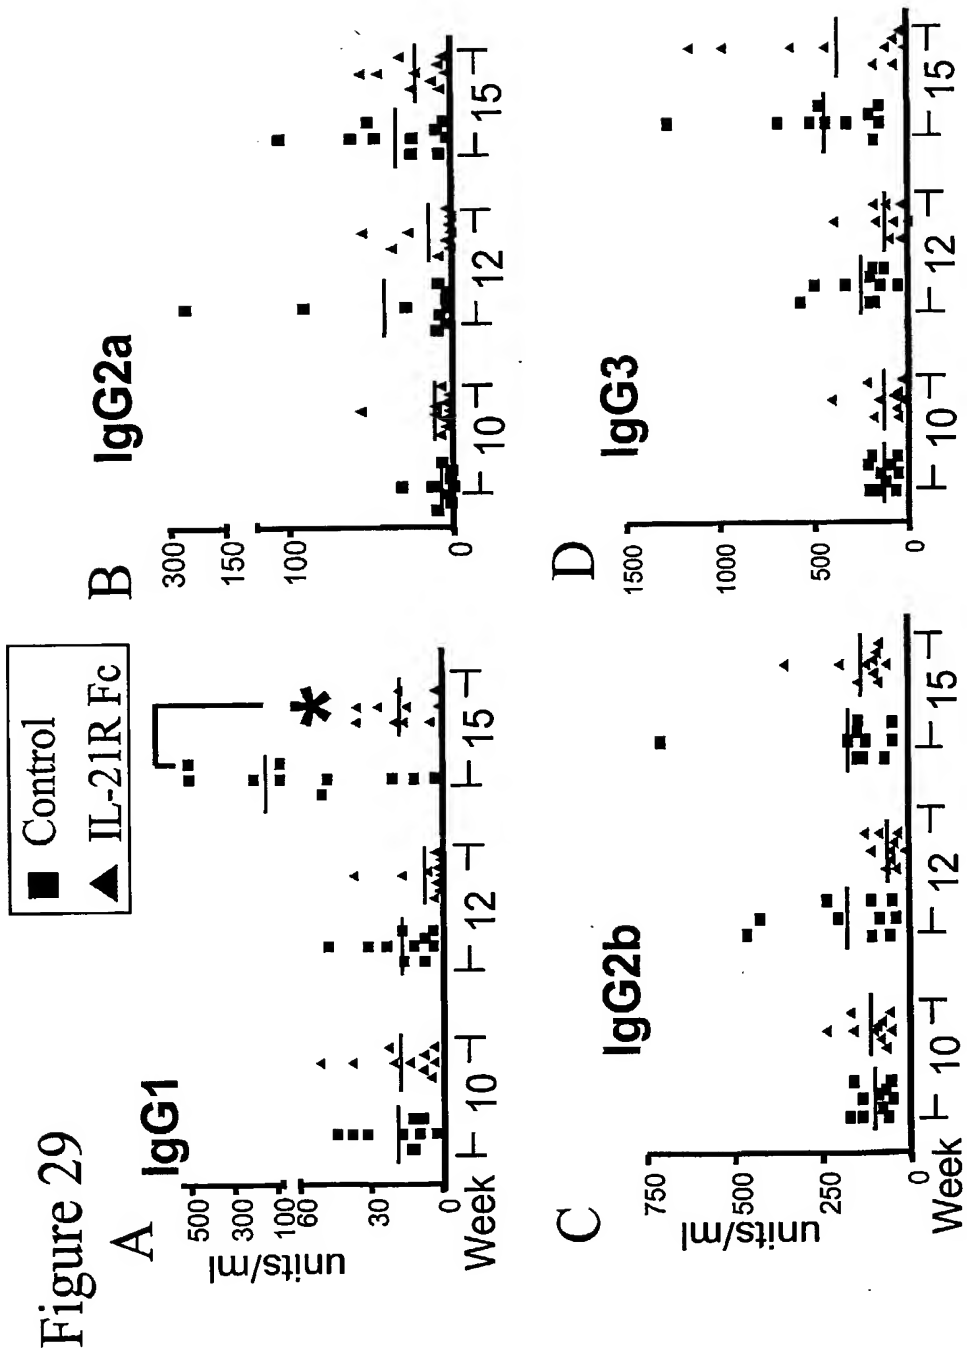 Figure 29
■ Control
▲ IL-21R Fc
A
IgG1
units/ml
500
300
100
60
30
0
Week
10
12
15
*
B
IgG2a
300
150
100
0
10
12
15
C
IgG2b
units/ml
750
500
250
0
Week
10
12
15
D
IgG3
1500
1000
500
0
10
12
15